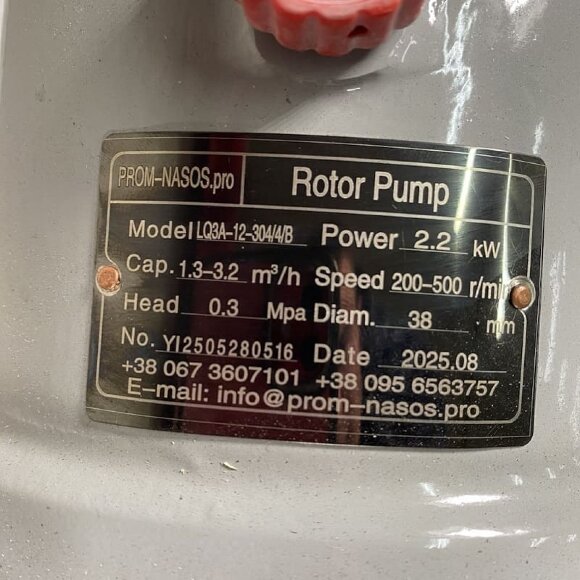 PROM-NASOS.pro Rotor Pump
Model LQ3A-12-304/4/B Power 2.2 kW
Cap. 1.3-3.2 m³/h Speed 200-500 r/min
Head 0.3 Mpa Diam. 38 mm
No. YI2505280516 Date 2025.08
+38 067 3607101 +38 095 6563757
E-mail: info@prom-nasos.pro